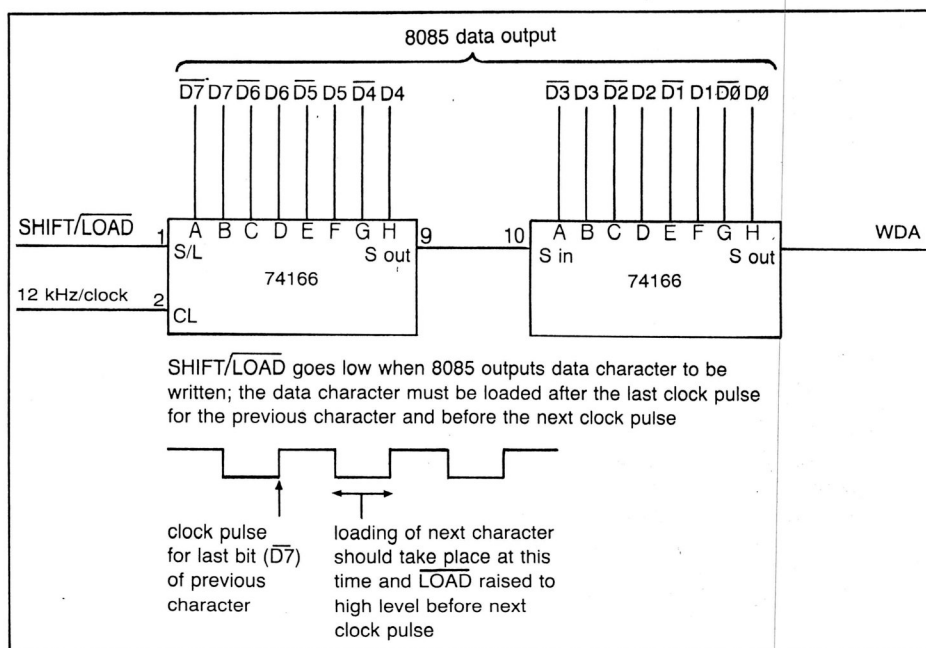 8085 data output
D̅7̅ D7 D̅6̅ D6 D̅5̅ D5 D̅4̅ D4
D̅3̅ D3 D̅2̅ D2 D̅1̅ D1 D̅0̅ D0
SHIFT/L̅O̅A̅D̅ 1 A B C D E F G H 9 10 A B C D E F G H WDA
S/L S out S in S out
74166 74166
12 kHz/clock 2
CL
SHIFT/L̅O̅A̅D̅ goes low when 8085 outputs data character to be
written; the data character must be loaded after the last clock pulse
for the previous character and before the next clock pulse
clock pulse
for last bit (D̅7̅)
of previous
character
loading of next character
should take place at this
time and L̅O̅A̅D̅ raised to
high level before next
clock pulse